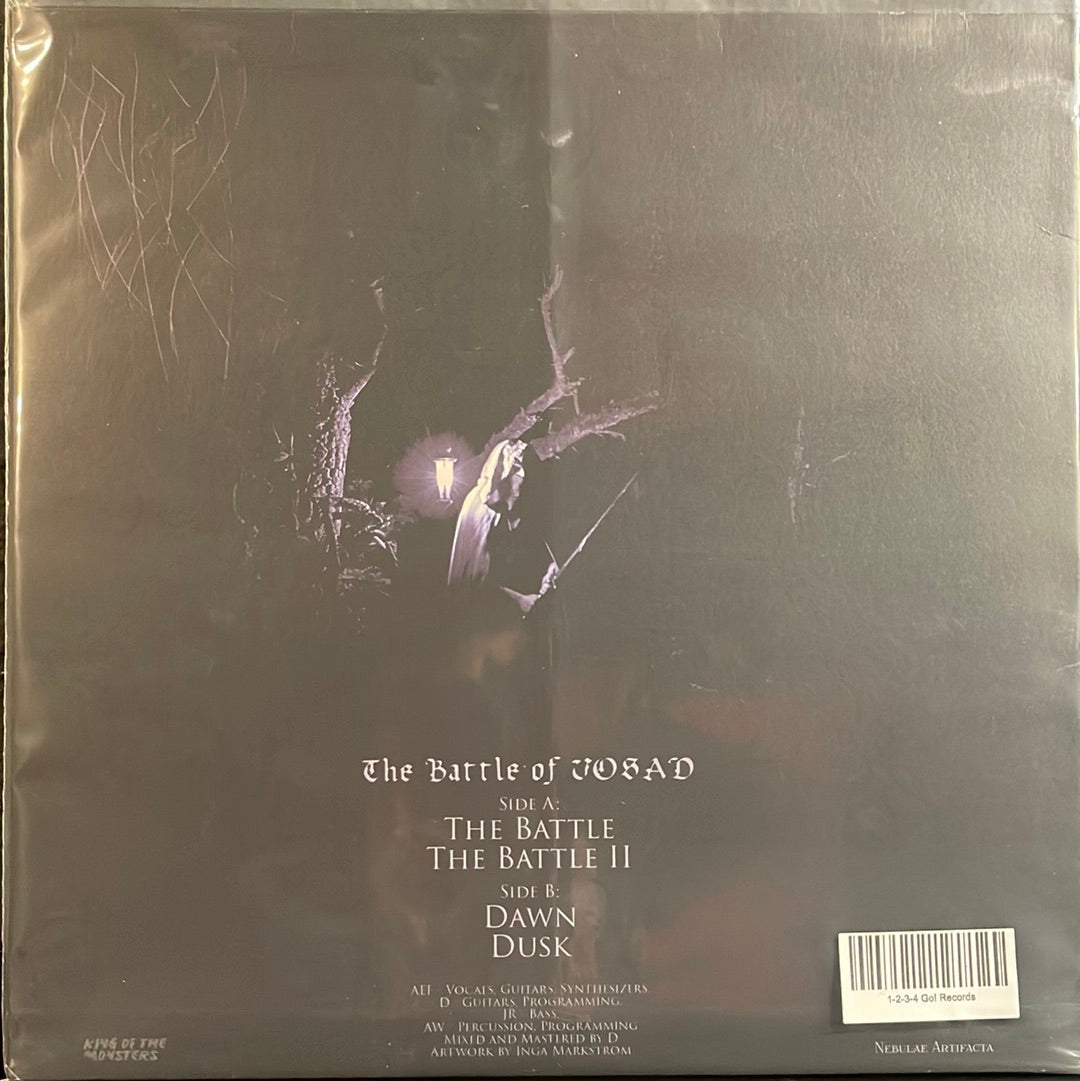 The Battle of VOSAD
SIDE A:
THE BATTLE
THE BATTLE II
SIDE B:
DAWN
DUSK
AEF VOCALS, GUITARS, SYNTHESIZERS
D GUITARS, PROGRAMMING.
JR BASS
AW PERCUSSION, PROGRAMMING
MIXED AND MASTERED BY D
ARTWORK BY INGA MARKSTROM
1-2-3-4 Go! Records
KING OF THE
MONSTERS
NEBULAE ARTIFACTA